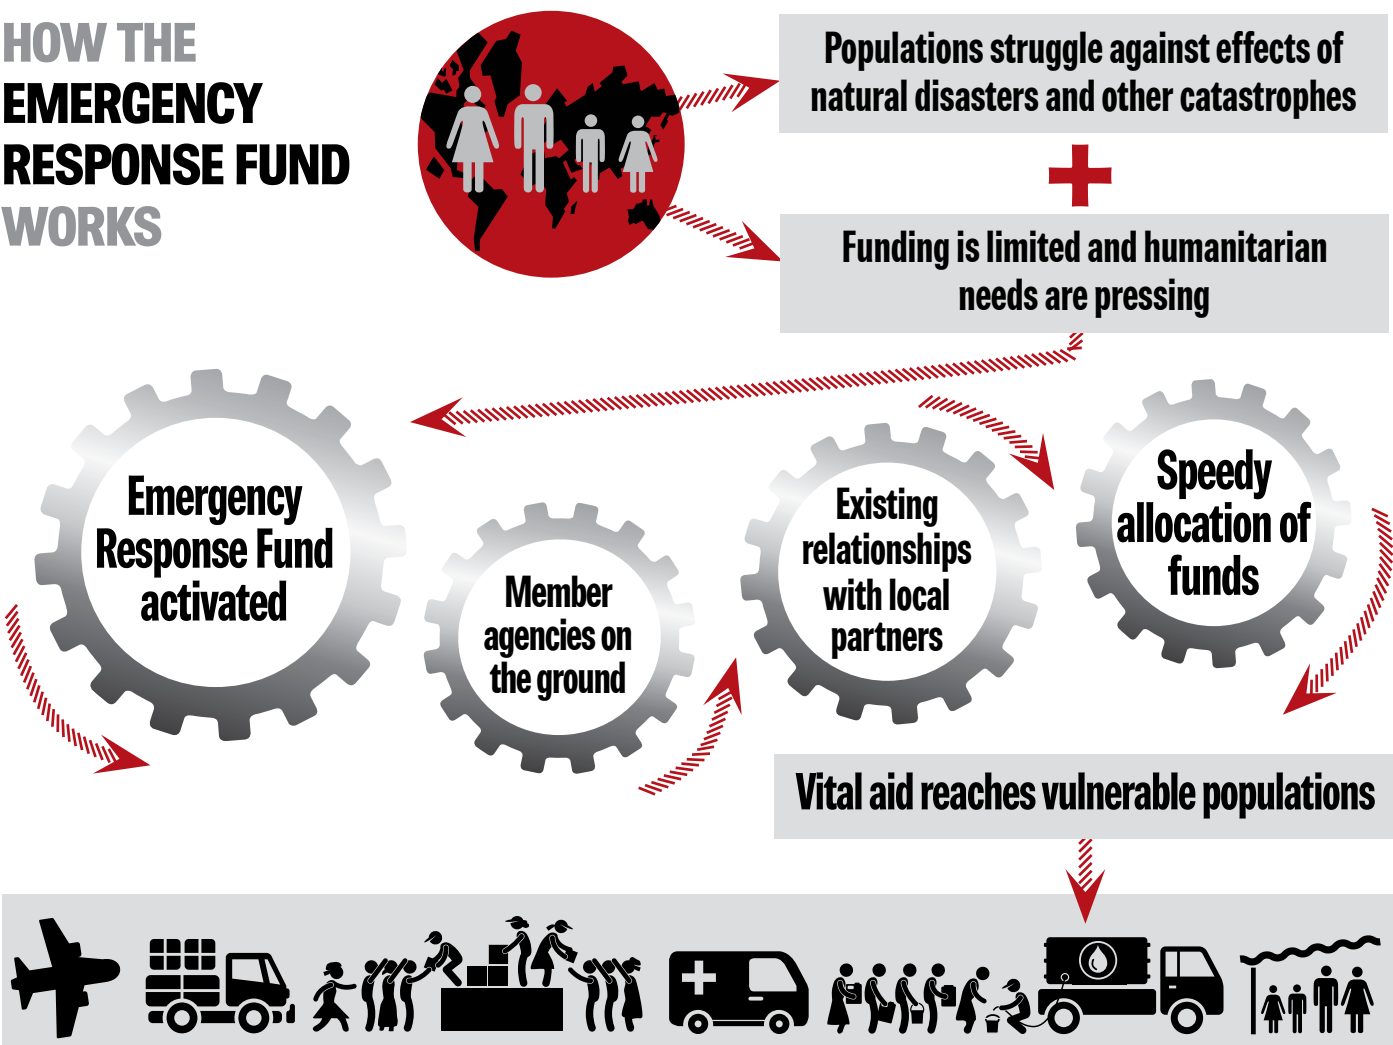 HOW THE
EMERGENCY
RESPONSE FUND
WORKS
Populations struggle against effects of
natural disasters and other catastrophes
Funding is limited and humanitarian
needs are pressing
Emergency
Response Fund
activated
Member
agencies on
the ground
Existing
relationships
with local
partners
Speedy
allocation of
funds
Vital aid reaches vulnerable populations